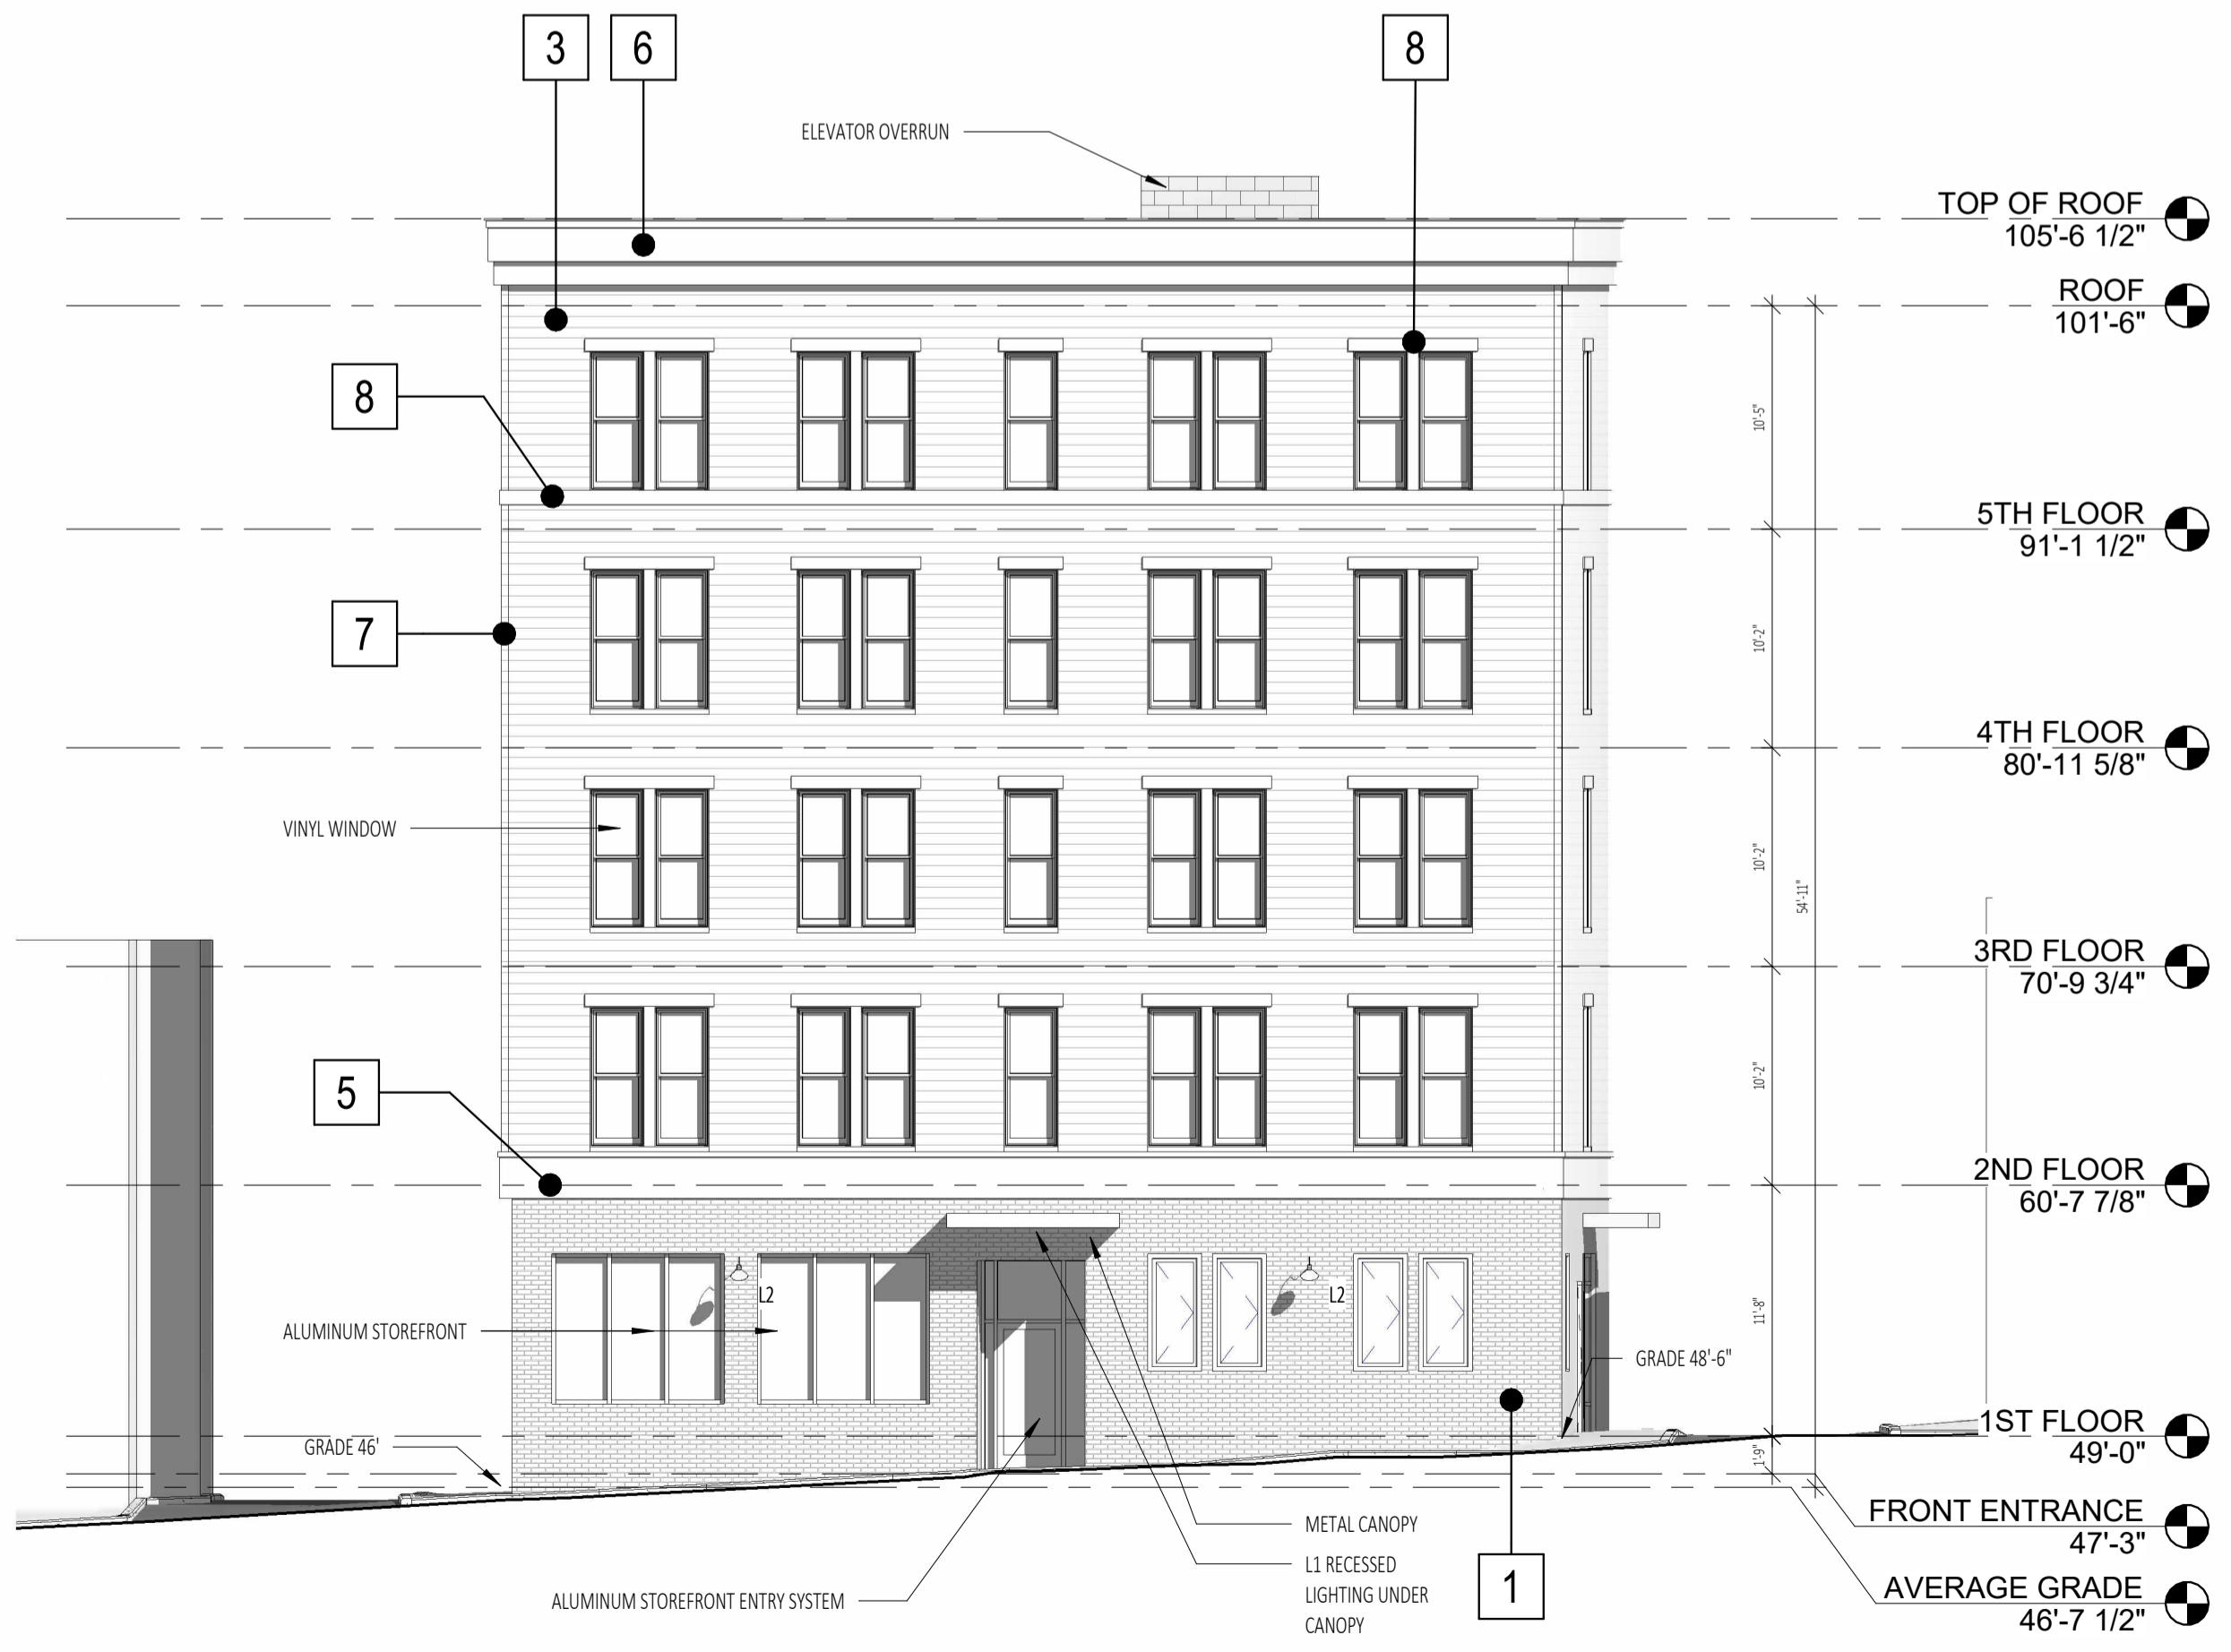 3
6
8
ELEVATOR OVERRUN
TOP OF ROOF
105'-6 1/2"
ROOF
101'-6"
8
10'-5"
5TH FLOOR
91'-1 1/2"
7
10'-2"
4TH FLOOR
80'-11 5/8"
VINYL WINDOW
10'-2"
54'-11"
3RD FLOOR
70'-9 3/4"
5
10'-2"
2ND FLOOR
60'-7 7/8"
L2
L2
ALUMINUM STOREFRONT
11'-8"
GRADE 48'-6"
GRADE 46'
1ST FLOOR
49'-0"
1'-9"
FRONT ENTRANCE
47'-3"
METAL CANOPY
L1 RECESSED
LIGHTING UNDER
CANOPY
1
ALUMINUM STOREFRONT ENTRY SYSTEM
AVERAGE GRADE
46'-7 1/2"